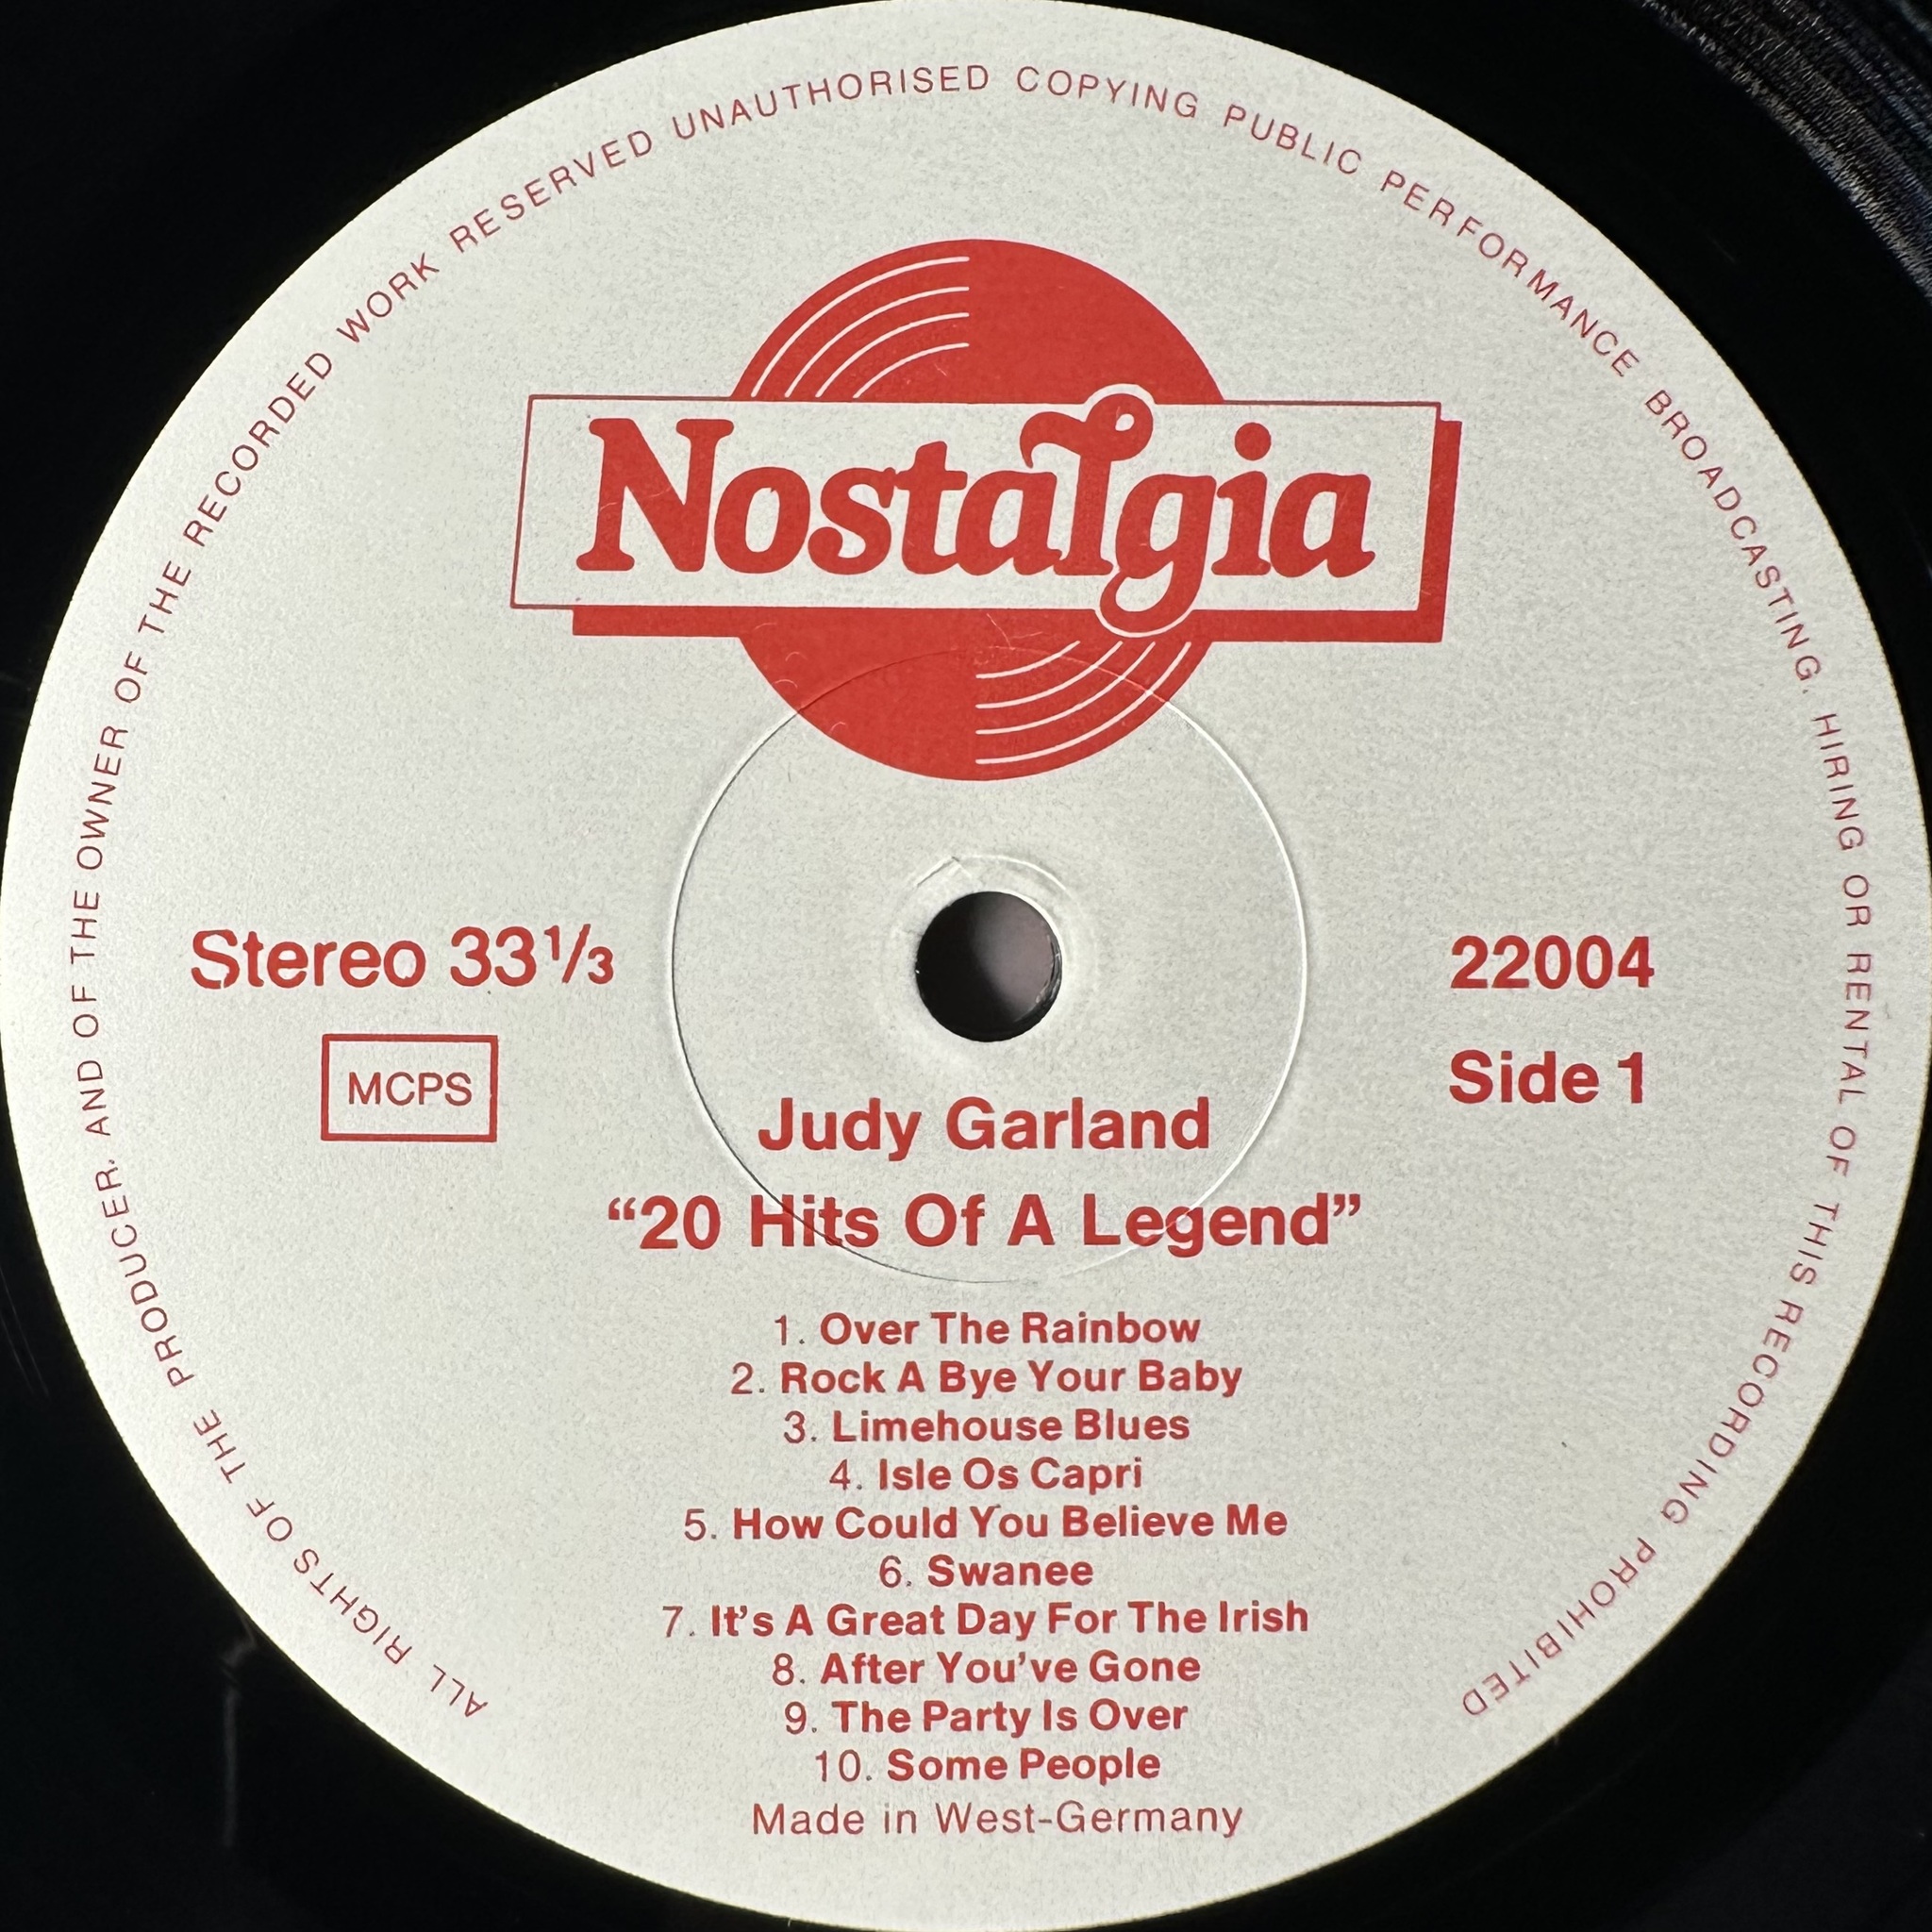 ALL RIGHTS OF THE PRODUCER, AND OF THE OWNER OF THE RECORDED WORK RESERVED UNAUTHORISED COPYING PUBLIC PERFORMANCE BROADCASTING. HIRING OR RENTAL OF THIS RECORDING PROHIBITED
Nostalgia
Stereo 33 1/3
22004
MCPS
Side 1
Judy Garland
“20 Hits Of A Legend”
1. Over The Rainbow
2. Rock A Bye Your Baby
3. Limehouse Blues
4. Isle Os Capri
5. How Could You Believe Me
6. Swanee
7. It’s A Great Day For The Irish
8. After You’ve Gone
9. The Party Is Over
10. Some People
Made in West-Germany